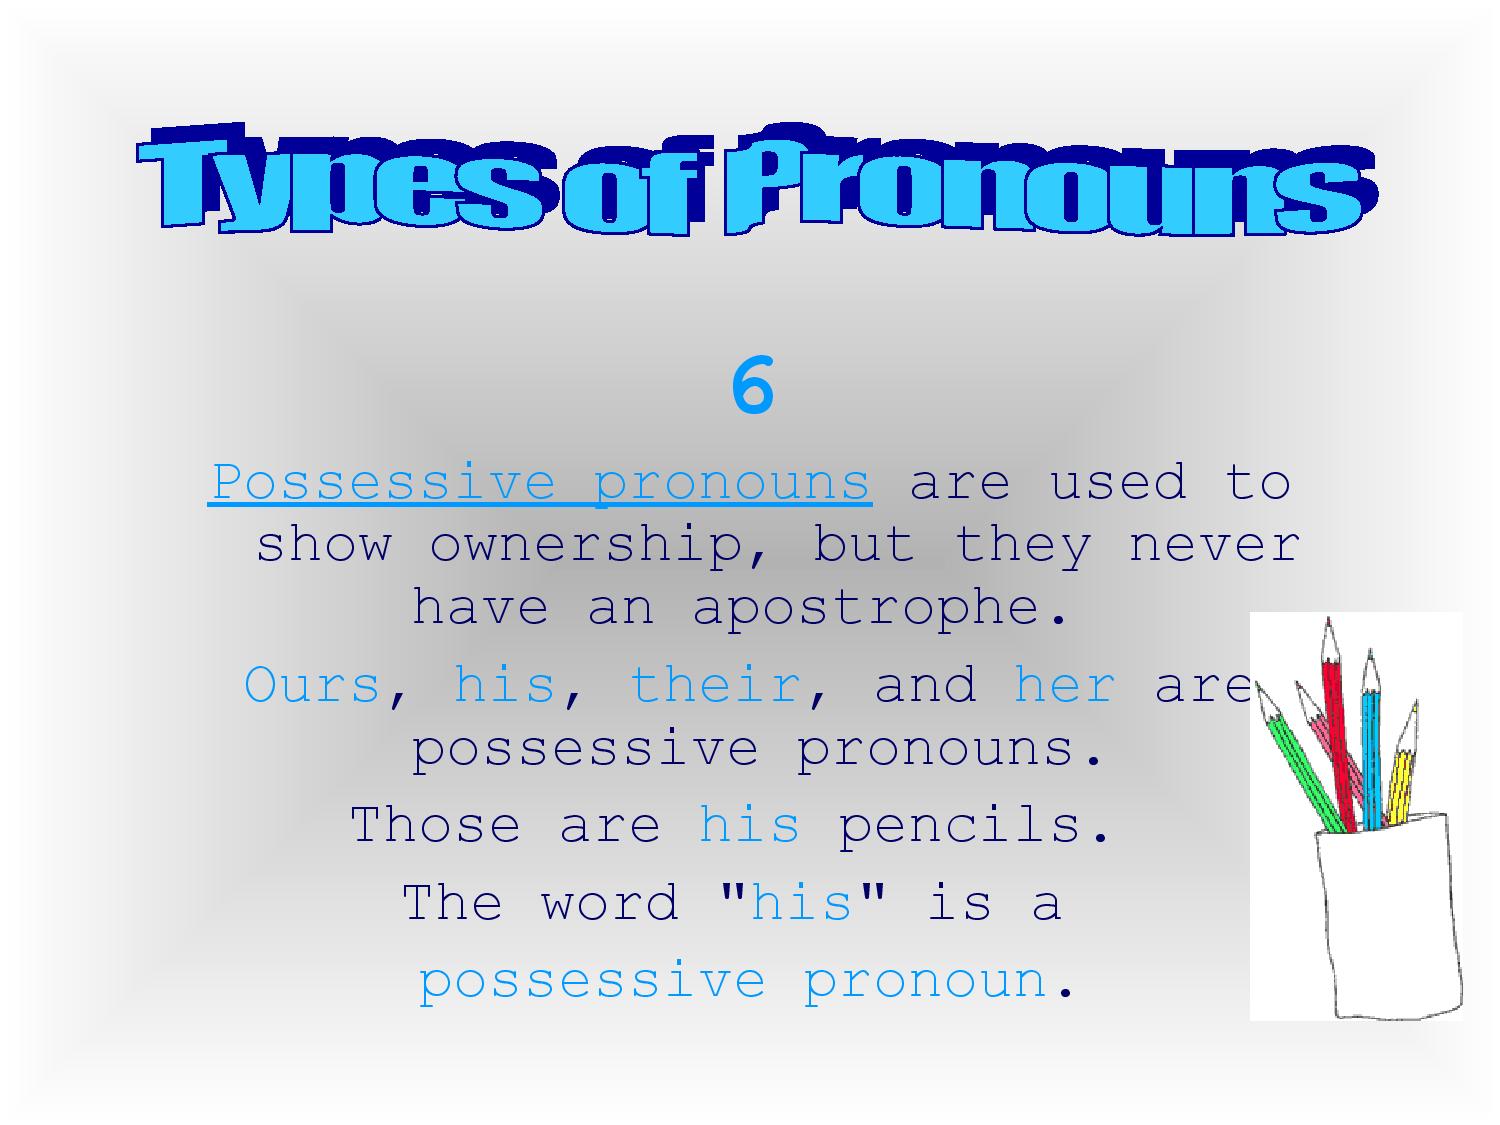 Types of Pronouns
6
Possessive pronouns are used to
show ownership, but they never
have an apostrophe.
Ours, his, their, and her are
possessive pronouns.
Those are his pencils.
The word "his" is a
possessive pronoun.